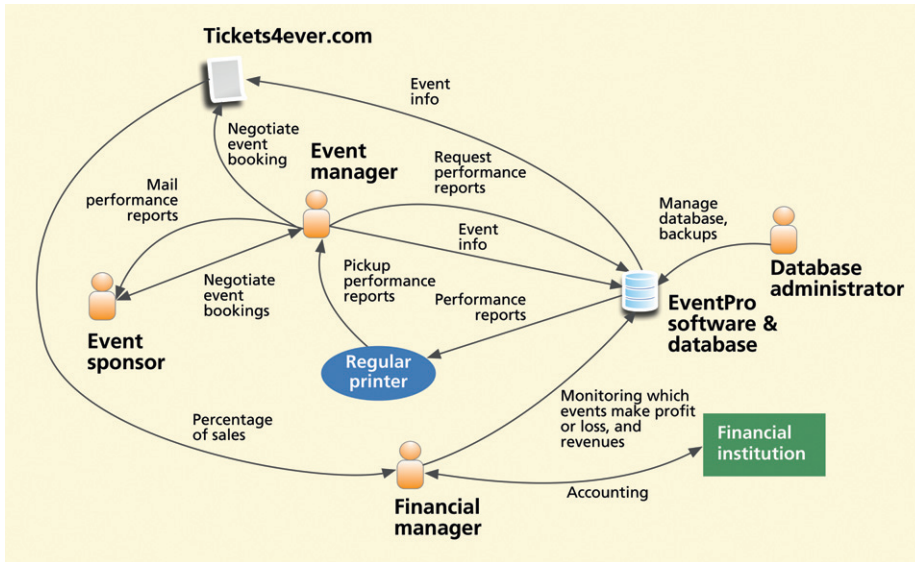 Tickets4ever.com
Event
info
Negotiate
event
booking
Event
manager
Request
performance
reports
Mail
performance
reports
Manage
database,
backups
Event
info
Database
administrator
Pickup
performance
reports
Negotiate
event
bookings
Performance
reports
EventPro
software &
database
Event
sponsor
Regular
printer
Monitoring which
events make profit
or loss, and
revenues
Percentage
of sales
Financial
institution
Accounting
Financial
manager